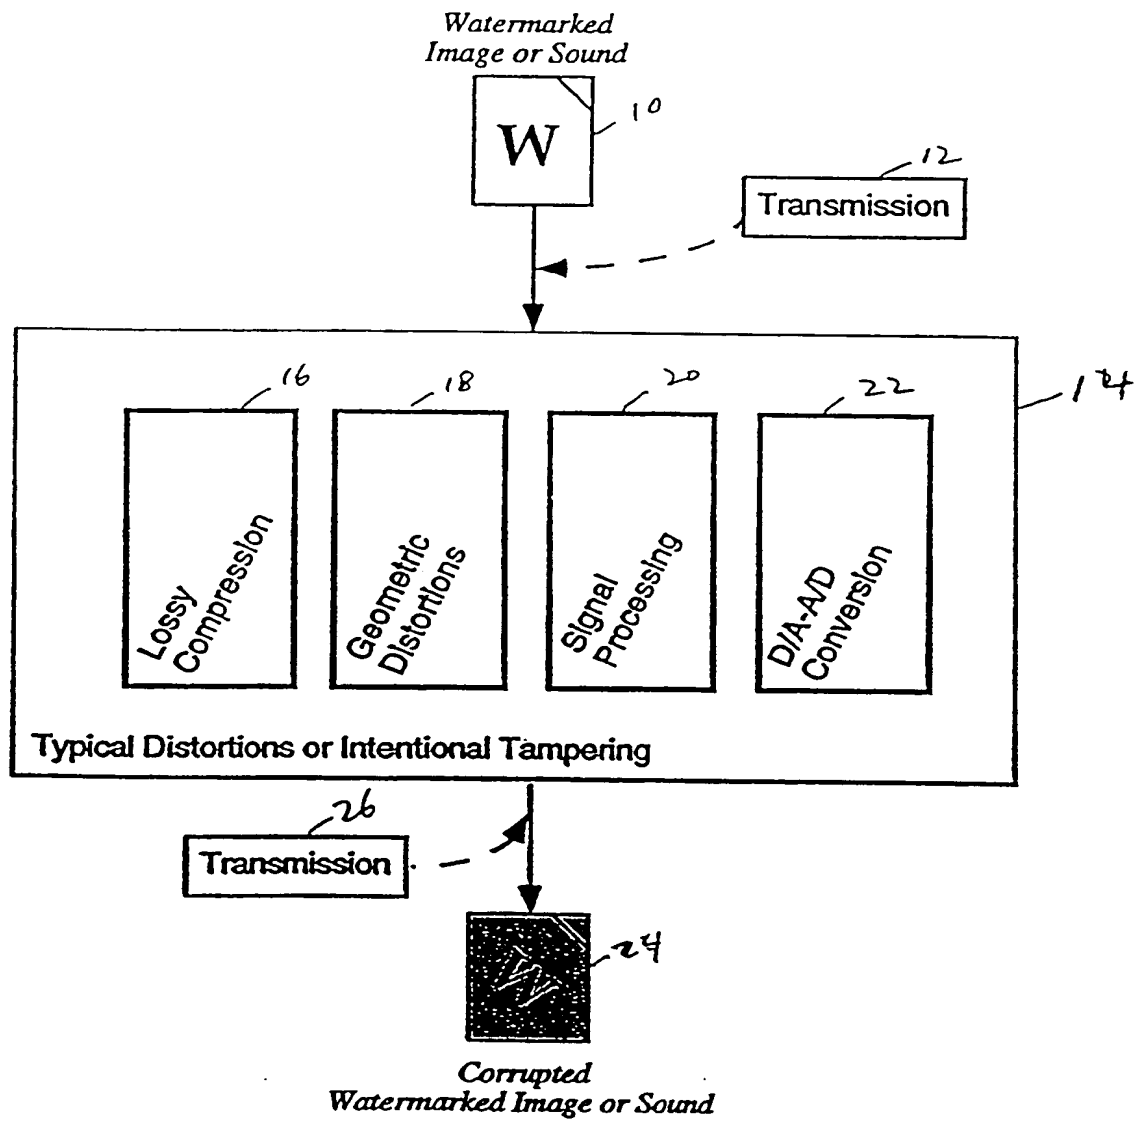 Watermarked
Image or Sound
W
10
12
Transmission
16
18
20
22
14
Lossy
Compression
Geometric
Distortions
Signal
Processing
D/A-A/D
Conversion
Typical Distortions or Intentional Tampering
26
Transmission
W
24
Corrupted
Watermarked Image or Sound